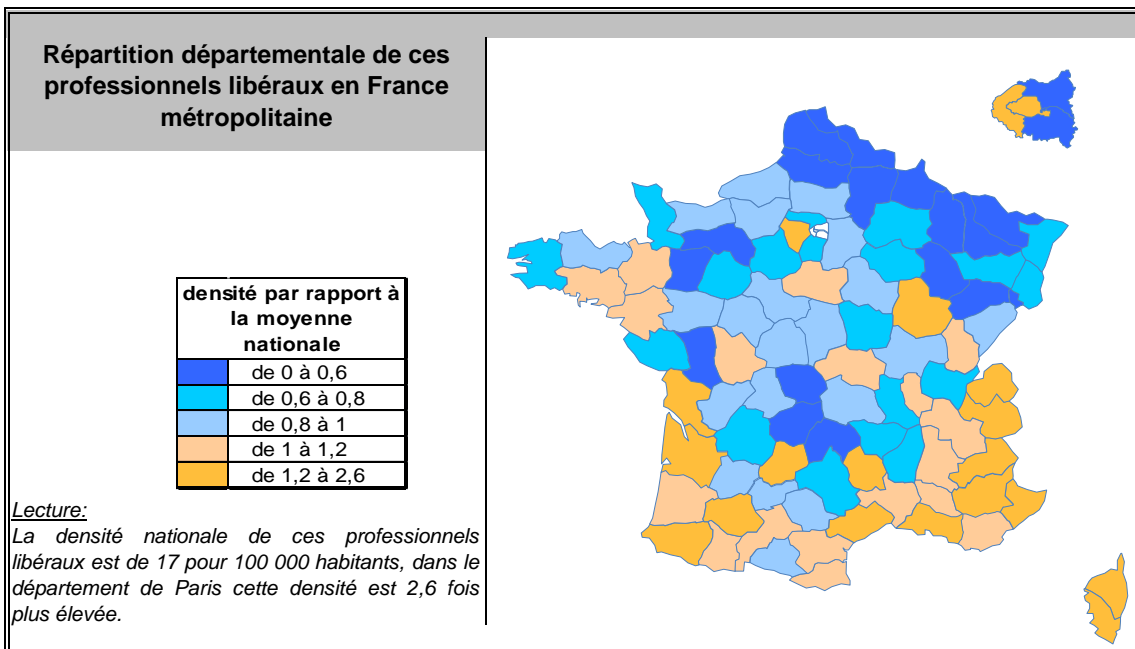 Répartition départementale de ces
professionnels libéraux en France
métropolitaine
densité par rapport à
la moyenne
nationale
de 0 à 0,6
de 0,6 à 0,8
de 0,8 à 1
de 1 à 1,2
de 1,2 à 2,6
Lecture:
La densité nationale de ces professionnels
libéraux est de 17 pour 100 000 habitants, dans le
département de Paris cette densité est 2,6 fois
plus élevée.